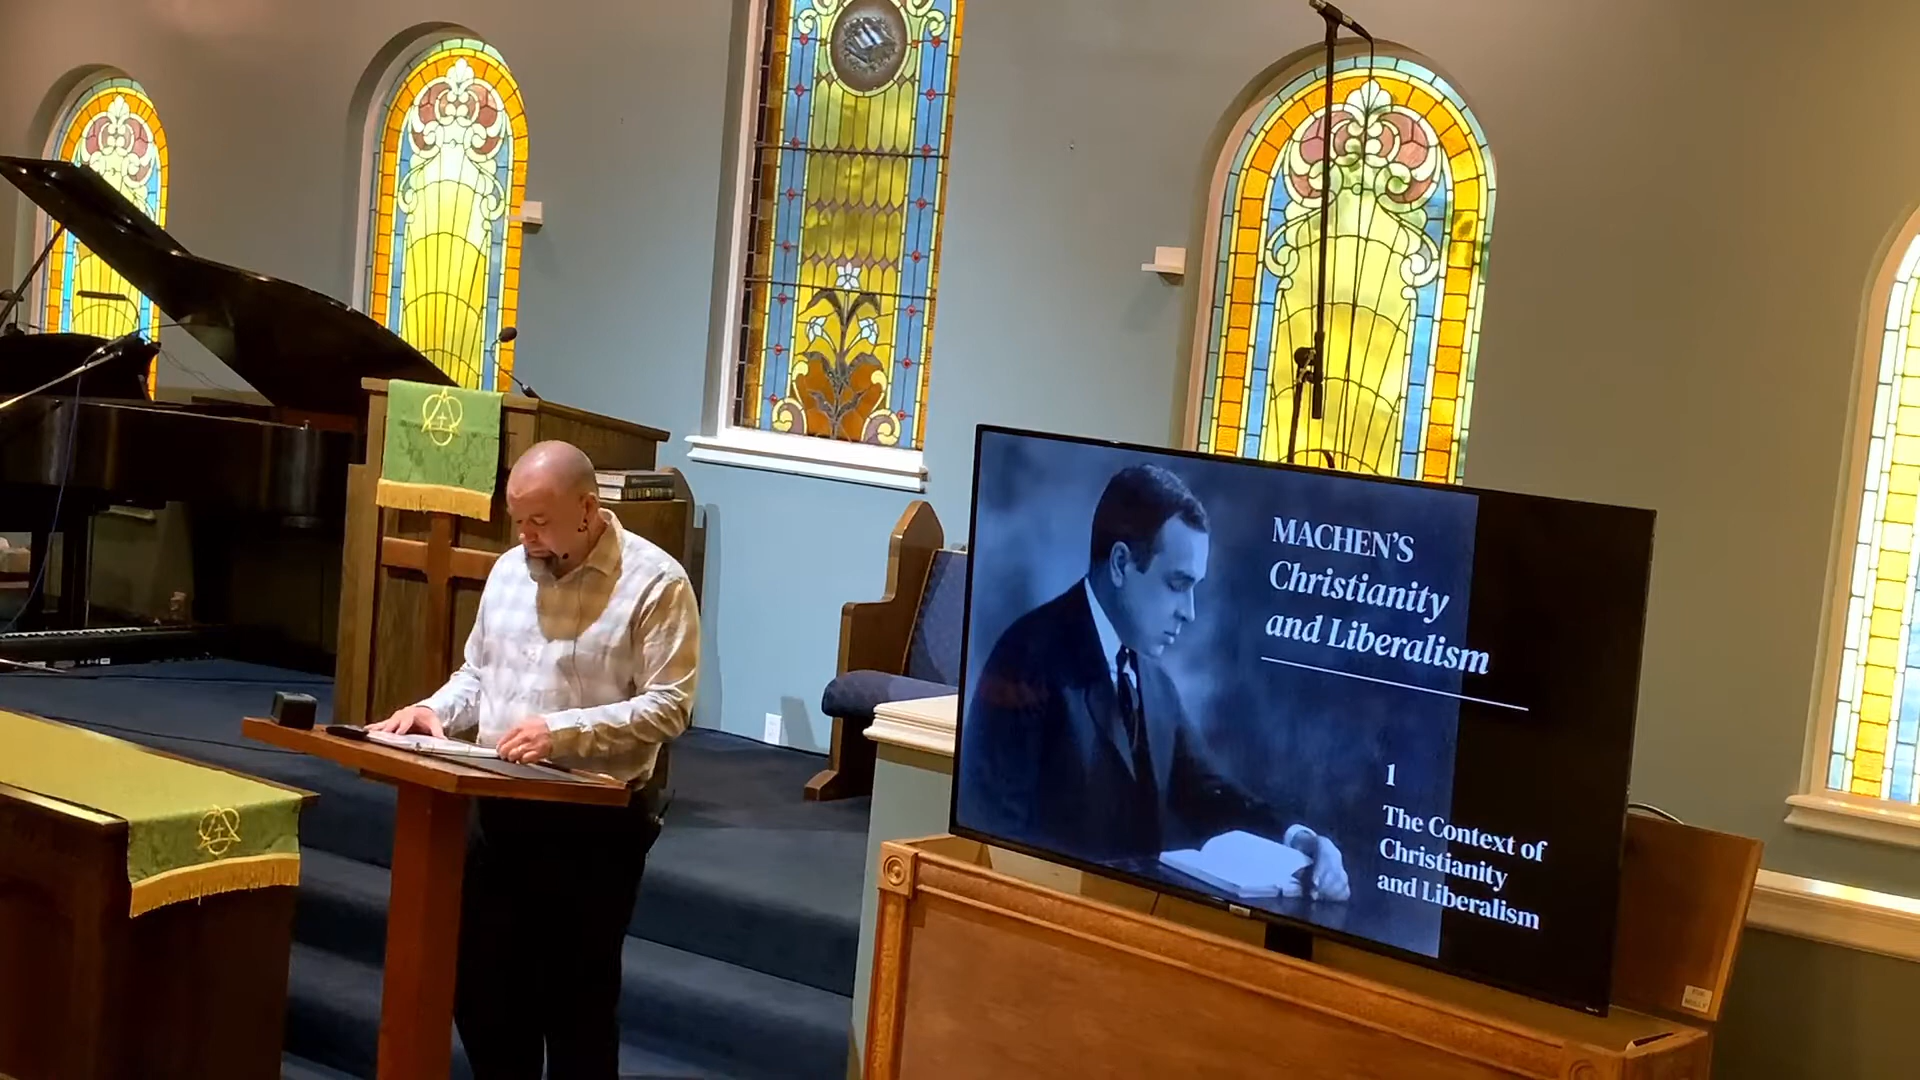 MACHEN'S
Christianity
and Liberalism
1
The Context of
Christianity
and Liberalism